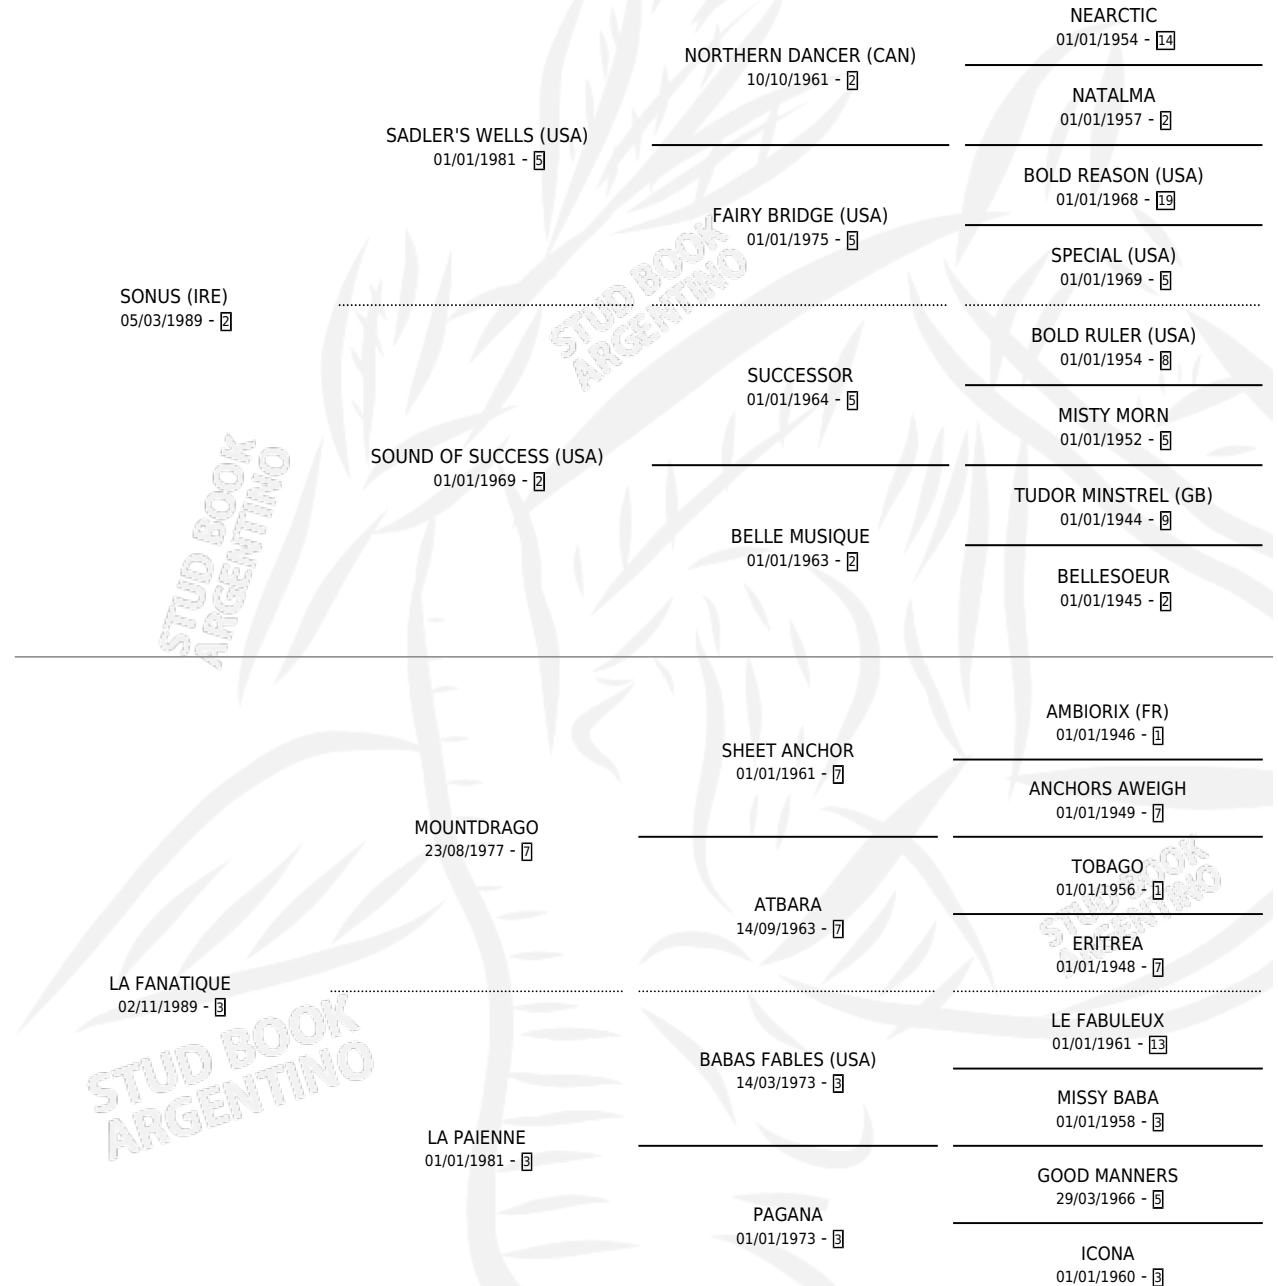 NEARCTIC
01/01/1954 - 14
NORTHERN DANCER (CAN)
10/10/1961 - 2
NATALMA
01/01/1957 - 2
SADLER'S WELLS (USA)
01/01/1981 - 5
BOLD REASON (USA)
01/01/1968 - 19
FAIRY BRIDGE (USA)
01/01/1975 - 5
SPECIAL (USA)
01/01/1969 - 5
SONUS (IRE)
05/03/1989 - 2
STUD BOOK
ARGENTINO
BOLD RULER (USA)
01/01/1954 - 8
SUCCESSOR
01/01/1964 - 5
MISTY MORN
01/01/1952 - 5
SOUND OF SUCCESS (USA)
01/01/1969 - 2
TUDOR MINSTREL (GB)
01/01/1944 - 9
BELLE MUSIQUE
01/01/1963 - 2
BELLESOEUR
01/01/1945 - 2
STUD BOOK
ARGENTINO
AMBIORIX (FR)
01/01/1946 - 1
SHEET ANCHOR
01/01/1961 - 7
ANCHORS AWEIGH
01/01/1949 - 7
MOUNTDRAGO
23/08/1977 - 7
TOBAGO
01/01/1956 - 1
STUD BOOK
ARGENTINO
ATBARA
14/09/1963 - 7
ERITREA
01/01/1948 - 7
LA FANATIQUE
02/11/1989 - 3
STUD BOOK
ARGENTINO
LE FABULEUX
01/01/1961 - 13
BABAS FABLES (USA)
14/03/1973 - 3
MISSY BABA
01/01/1958 - 3
LA PAIENNE
01/01/1981 - 3
GOOD MANNERS
29/03/1966 - 5
PAGANA
01/01/1973 - 3
ICONA
01/01/1960 - 3